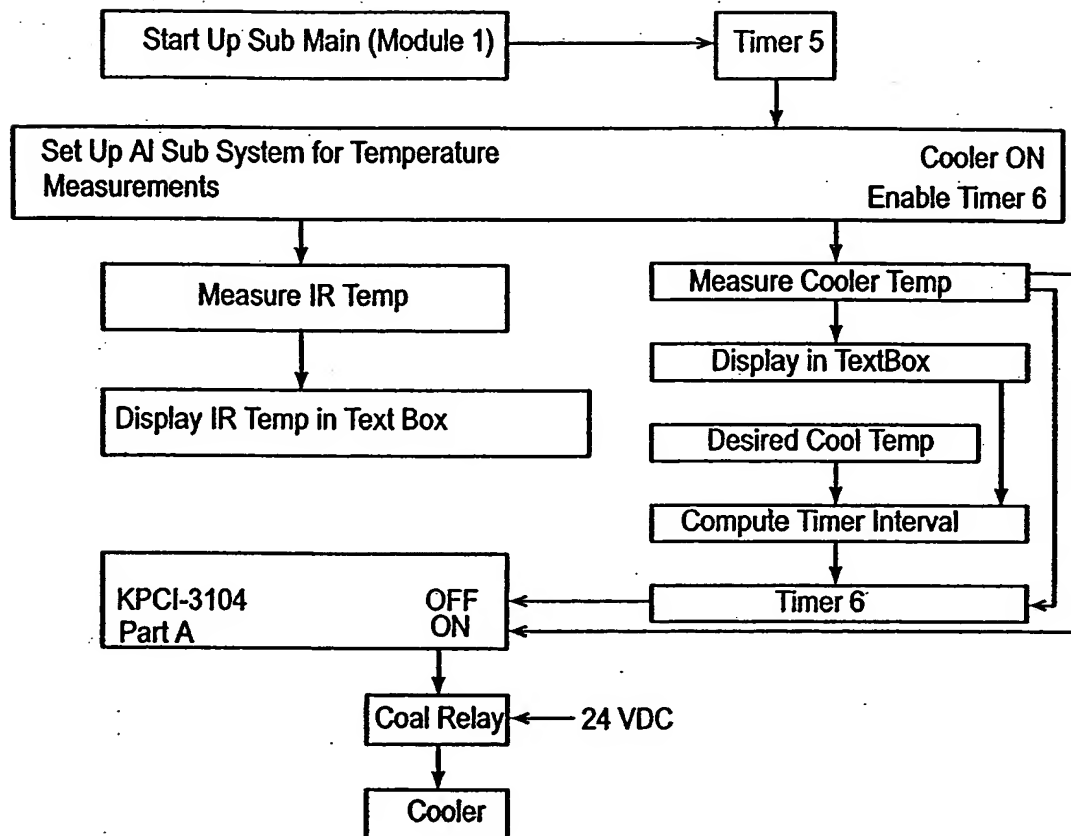 Start Up Sub Main (Module 1)
Timer 5
Set Up AI Sub System for Temperature
Measurements
Cooler ON
Enable Timer 6
Measure IR Temp
Measure Cooler Temp
Display in TextBox
Display IR Temp in Text Box
Desired Cool Temp
Compute Timer Interval
Timer 6
KPCI-3104
Part A
OFF
ON
Coal Relay
24 VDC
Cooler